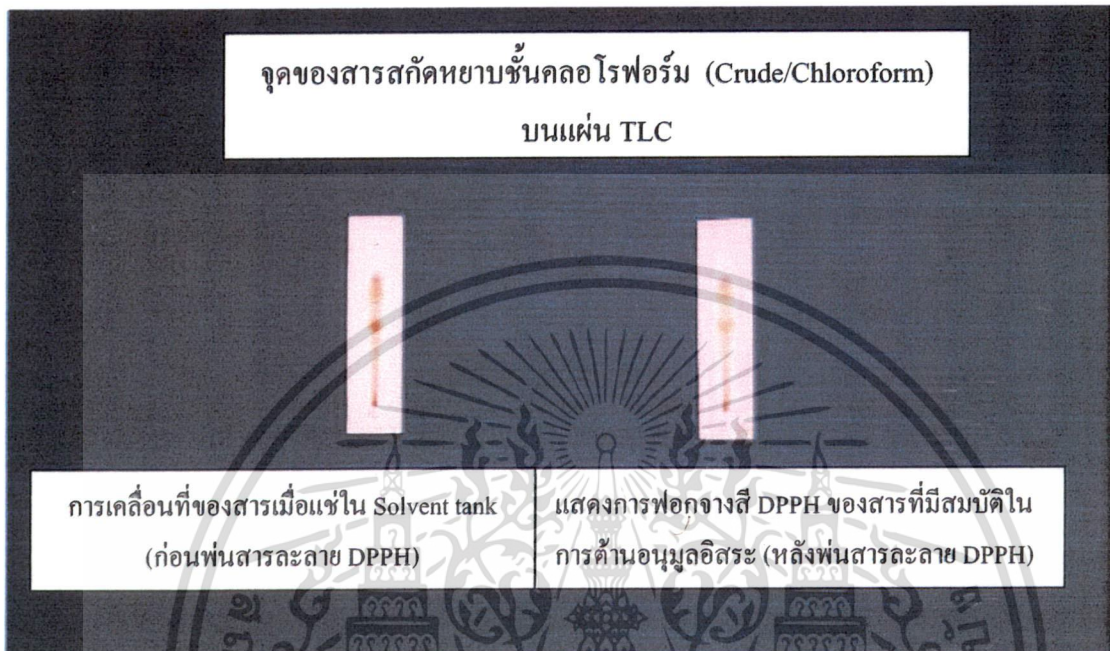 จุดของสารสกัดหยาบชั้นคลอโรฟอร์ม (Crude/Chloroform)
บนแผ่น TLC
การเคลื่อนที่ของสารเมื่อแช่ใน Solvent tank
(ก่อนพ่นสารละลาย DPPH)
แสดงการฟอกจางสี DPPH ของสารที่มีสมบัติใน
การต้านอนุมูลอิสระ (หลังพ่นสารละลาย DPPH)